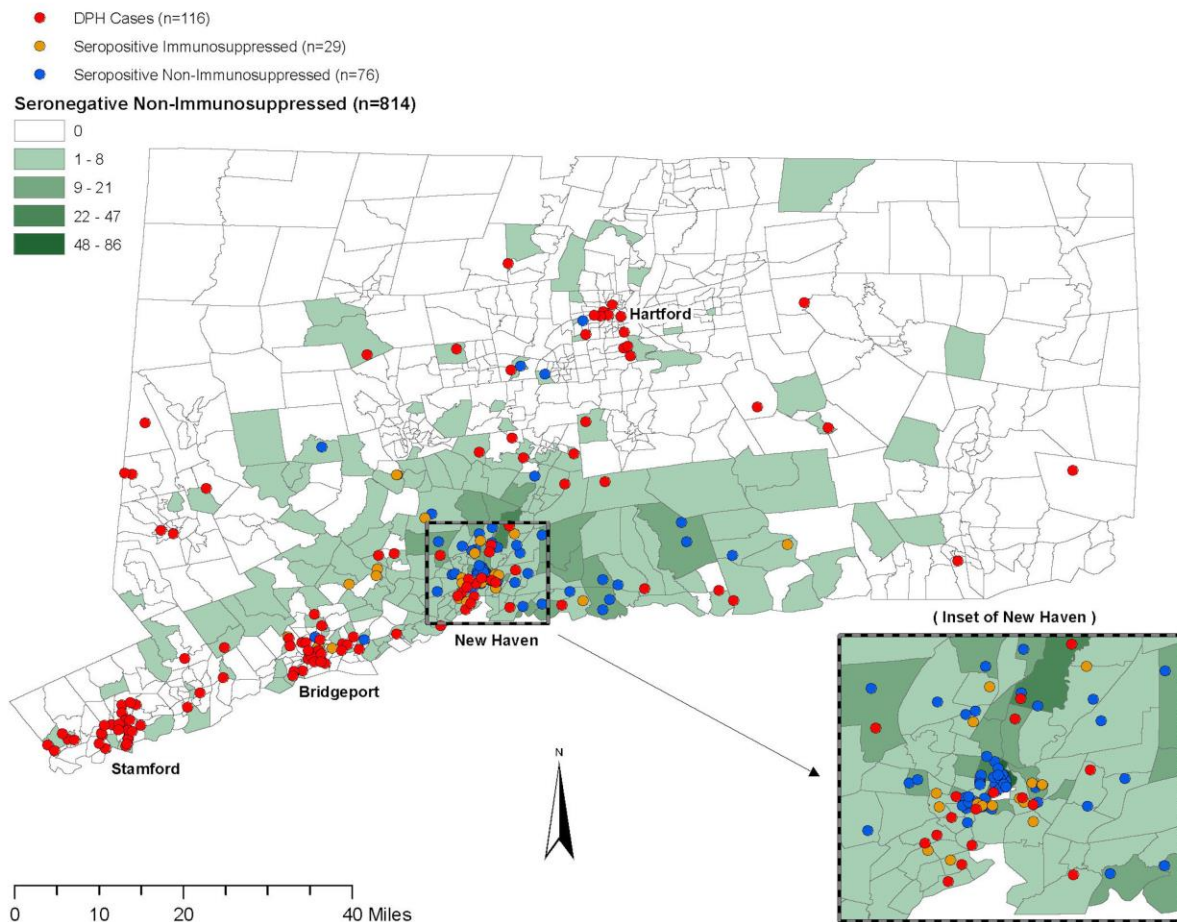 DPH Cases (n=116)
Seropositive Immunosuppressed (n=29)
Seropositive Non-Immunosuppressed (n=76)
Seronegative Non-Immunosuppressed (n=814)
0
1 - 8
9 - 21
22 - 47
48 - 86
Hartford
New Haven
( Inset of New Haven )
Bridgeport
Stamford
N
0 10 20 40 Miles